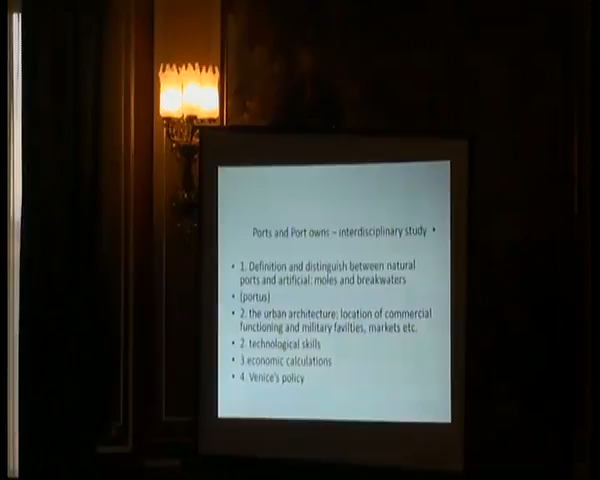 Ports and Port owns – interdisciplinary study •
• 1. Definition and distinguish between natural
ports and artificial: moles and breakwaters
• (portus)
• 2. the urban architecture; location of commercial
functioning and military favilties, markets etc.
• 2. technological skills
• 3.economic calculations
• 4. Venice's policy